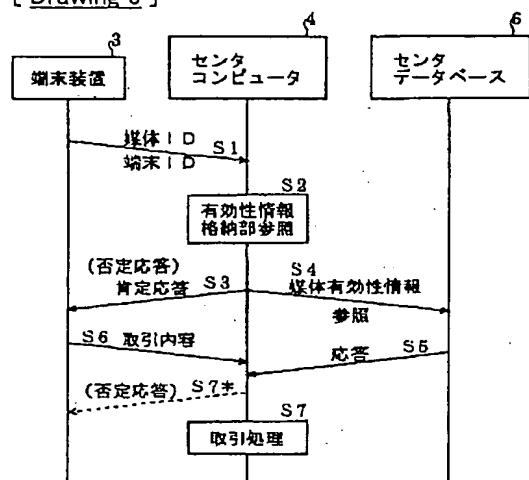 3
4
6
端末装置
センタ
コンピュータ
センタ
データベース
媒体ID
S1
端末ID
S2
有効性情報
格納部参照
(否定応答)
肯定応答
S3
S4
媒体有効性情報
参照
S6 取引内容
応答
S5
(否定応答) S7*
S7
取引処理